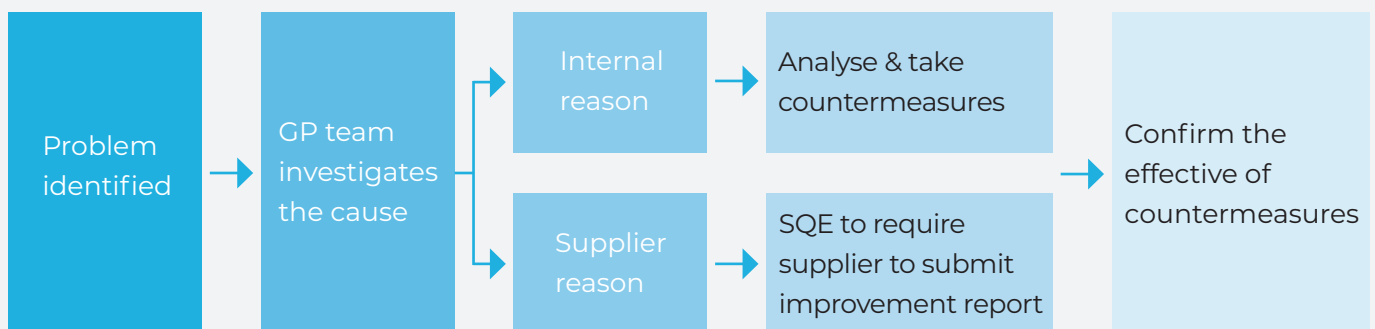 Problem
identified
GP team
investigates
the cause
Internal
reason
Analyse & take
countermeasures
Supplier
reason
SQE to require
supplier to submit
improvement report
Confirm the
effective of
countermeasures